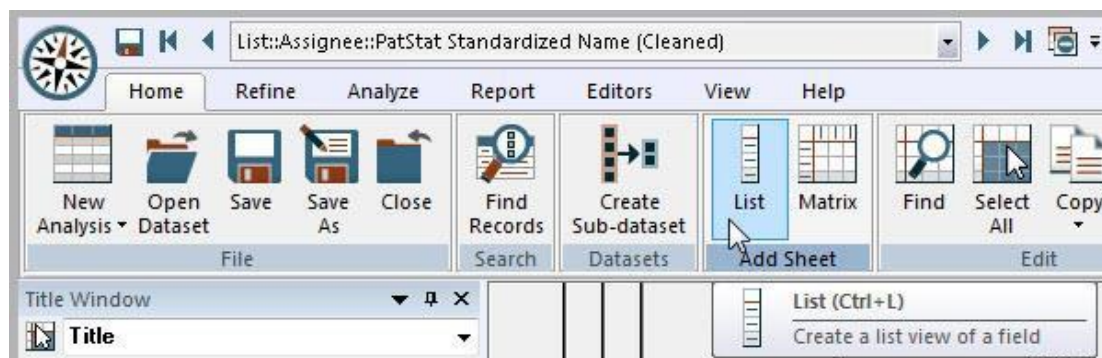 List::Assignee::PatStat Standardized Name (Cleaned)
Home Refine Analyze Report Editors View Help
New Analysis
Open Dataset
Save
Save As
Close
Find Records
Create Sub-dataset
List
Matrix
Find
Select All
Copy
File Search Datasets Add Sheet Edit
Title Window
Title
List (Ctrl+L)
Create a list view of a field